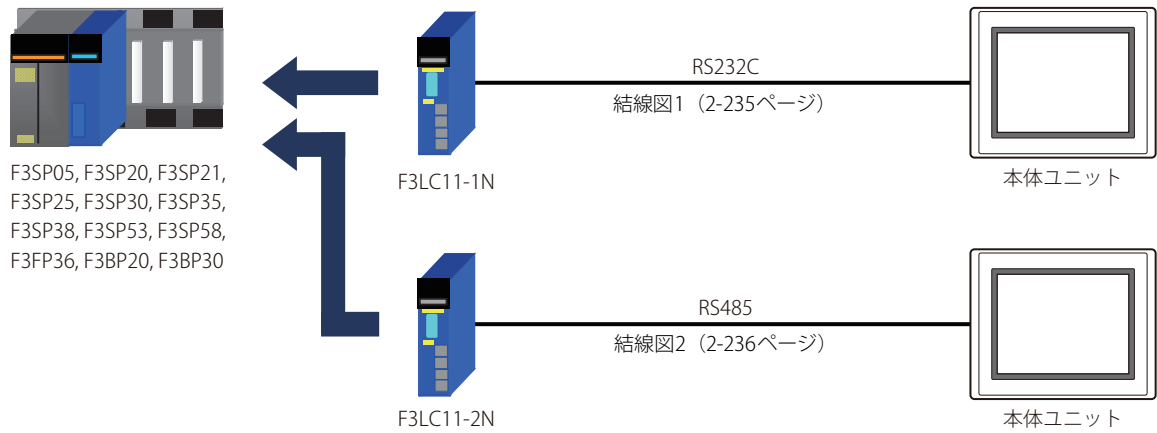 F3SP05, F3SP20, F3SP21,
F3SP25, F3SP30, F3SP35,
F3SP38, F3SP53, F3SP58,
F3FP36, F3BP20, F3BP30
F3LC11-1N
RS232C
結線図1（2-235ページ）
本体ユニット
F3LC11-2N
RS485
結線図2（2-236ページ）
本体ユニット